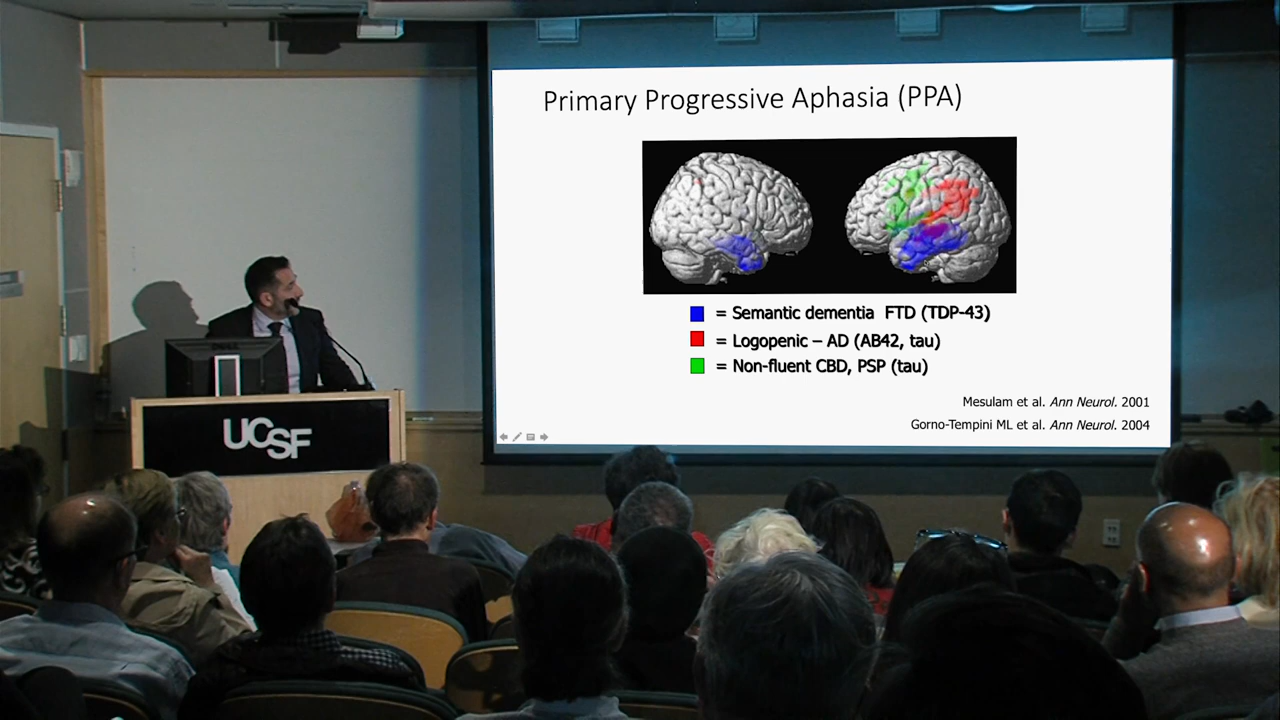 Primary Progressive Aphasia (PPA)
= Semantic dementia FTD (TDP-43)
= Logopenic – AD (AB42, tau)
= Non-fluent CBD, PSP (tau)
Mesulam et al. Ann Neurol. 2001
Gorno-Tempini ML et al. Ann Neurol. 2004
UCSF